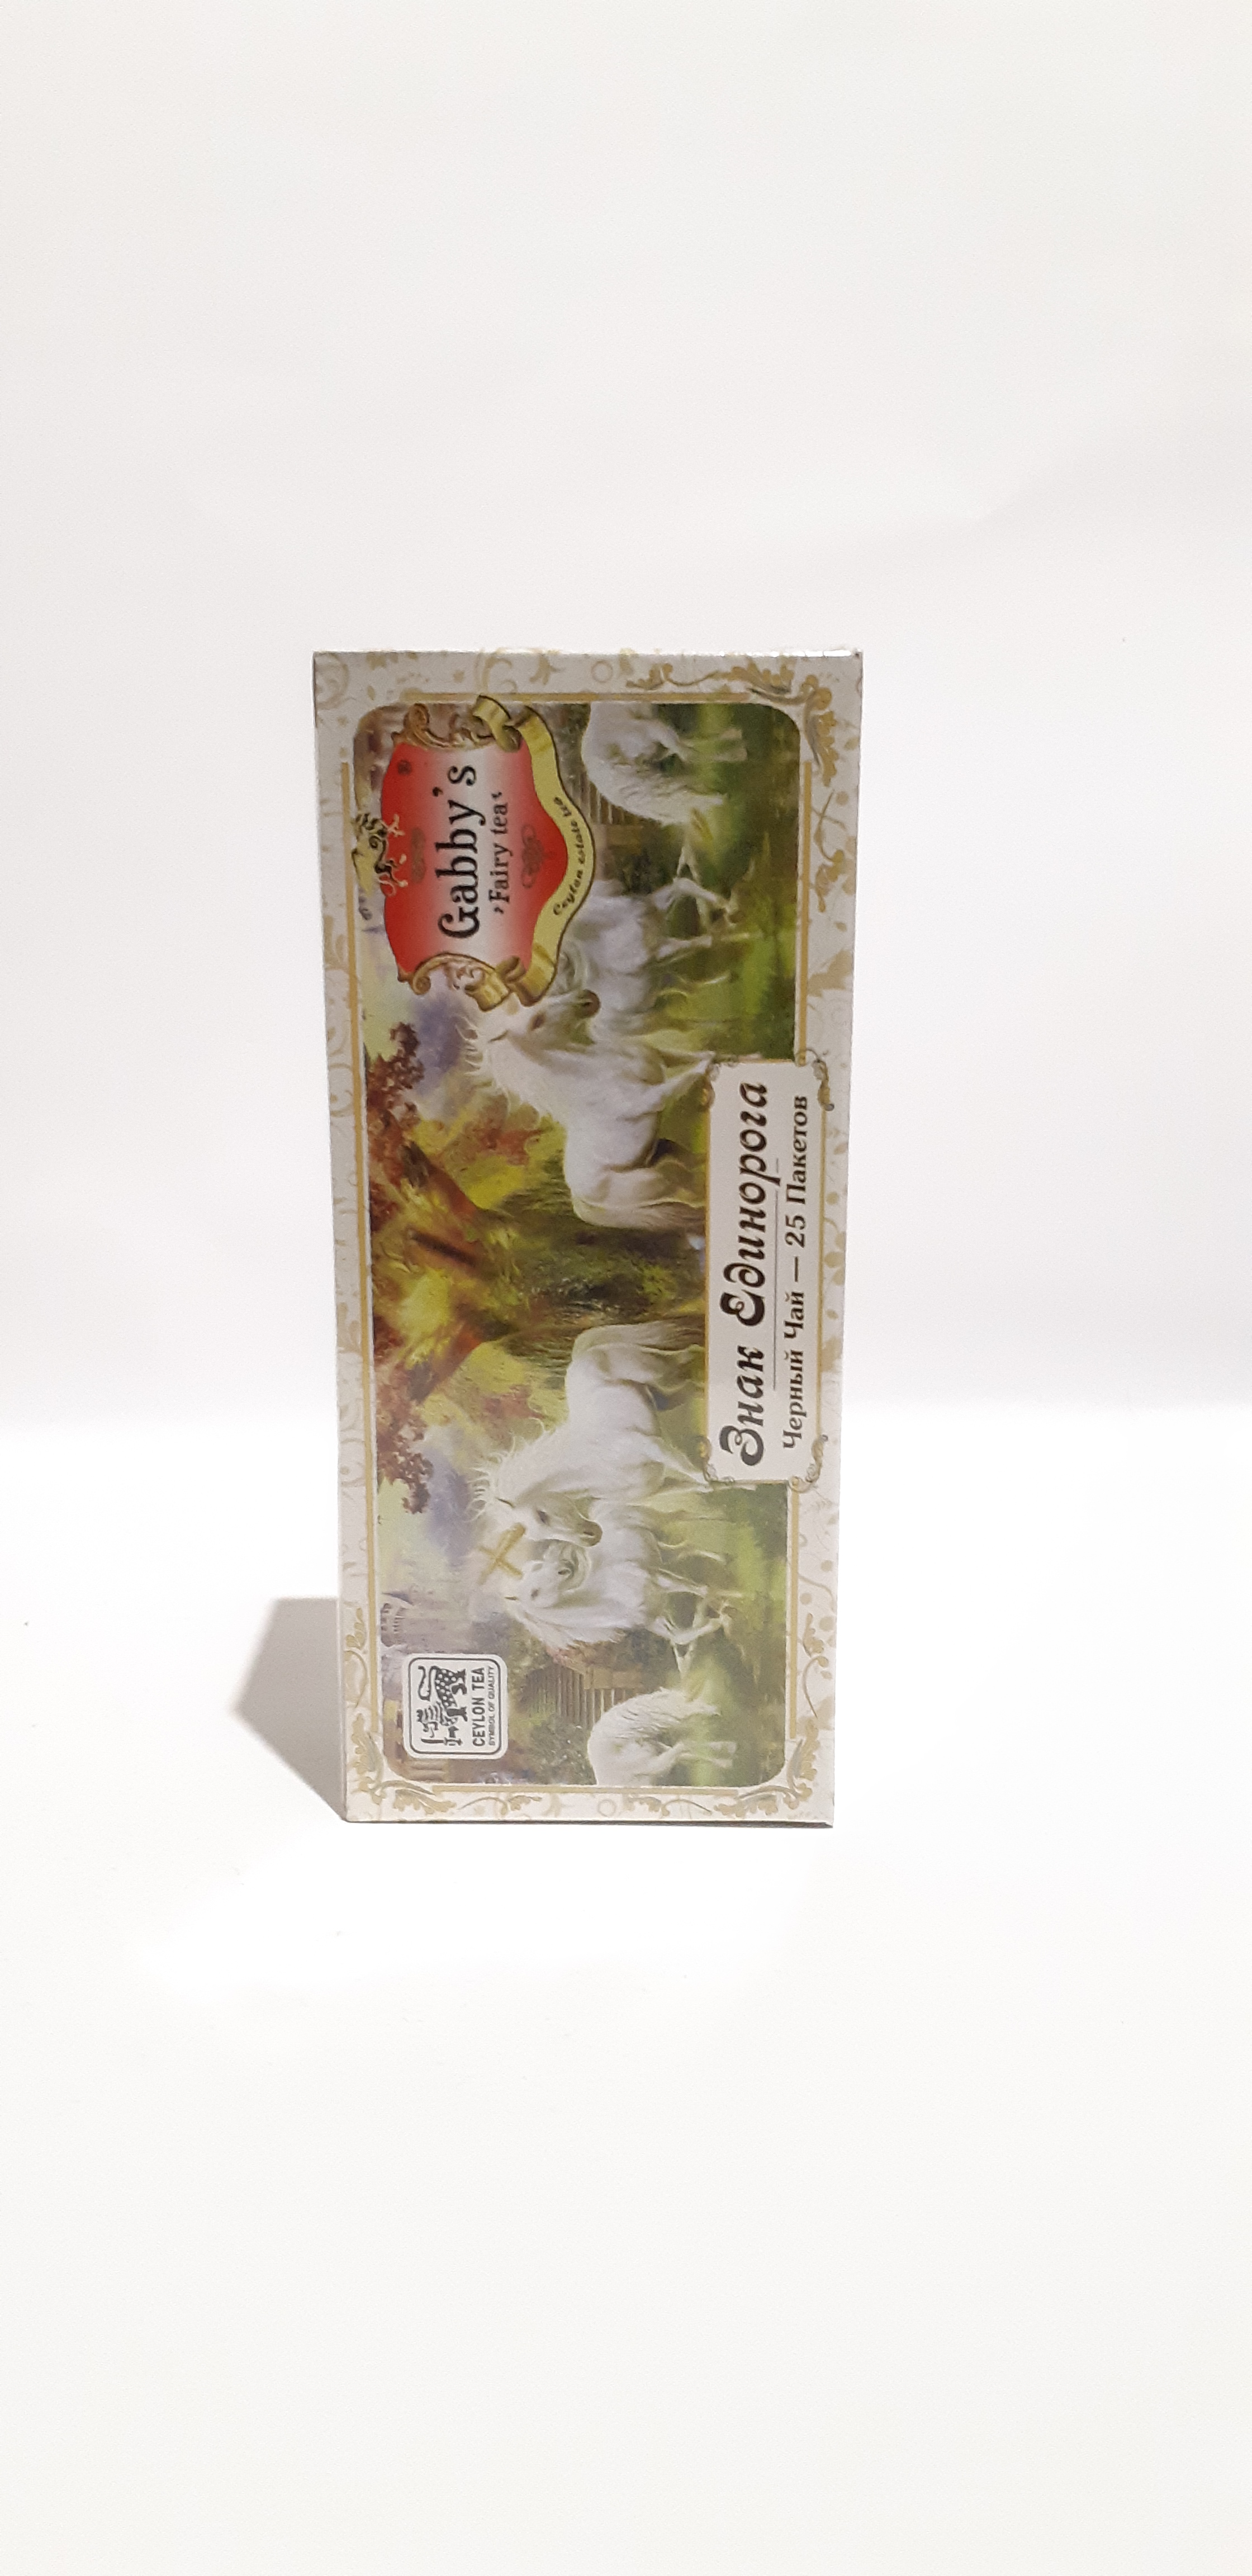 Gabby's
Fairy tea
Ceylon estate tea
®
CEYLON TEA
SYMBOL OF QUALITY
Знак Единорога
Черный Чай — 25 Пакетов